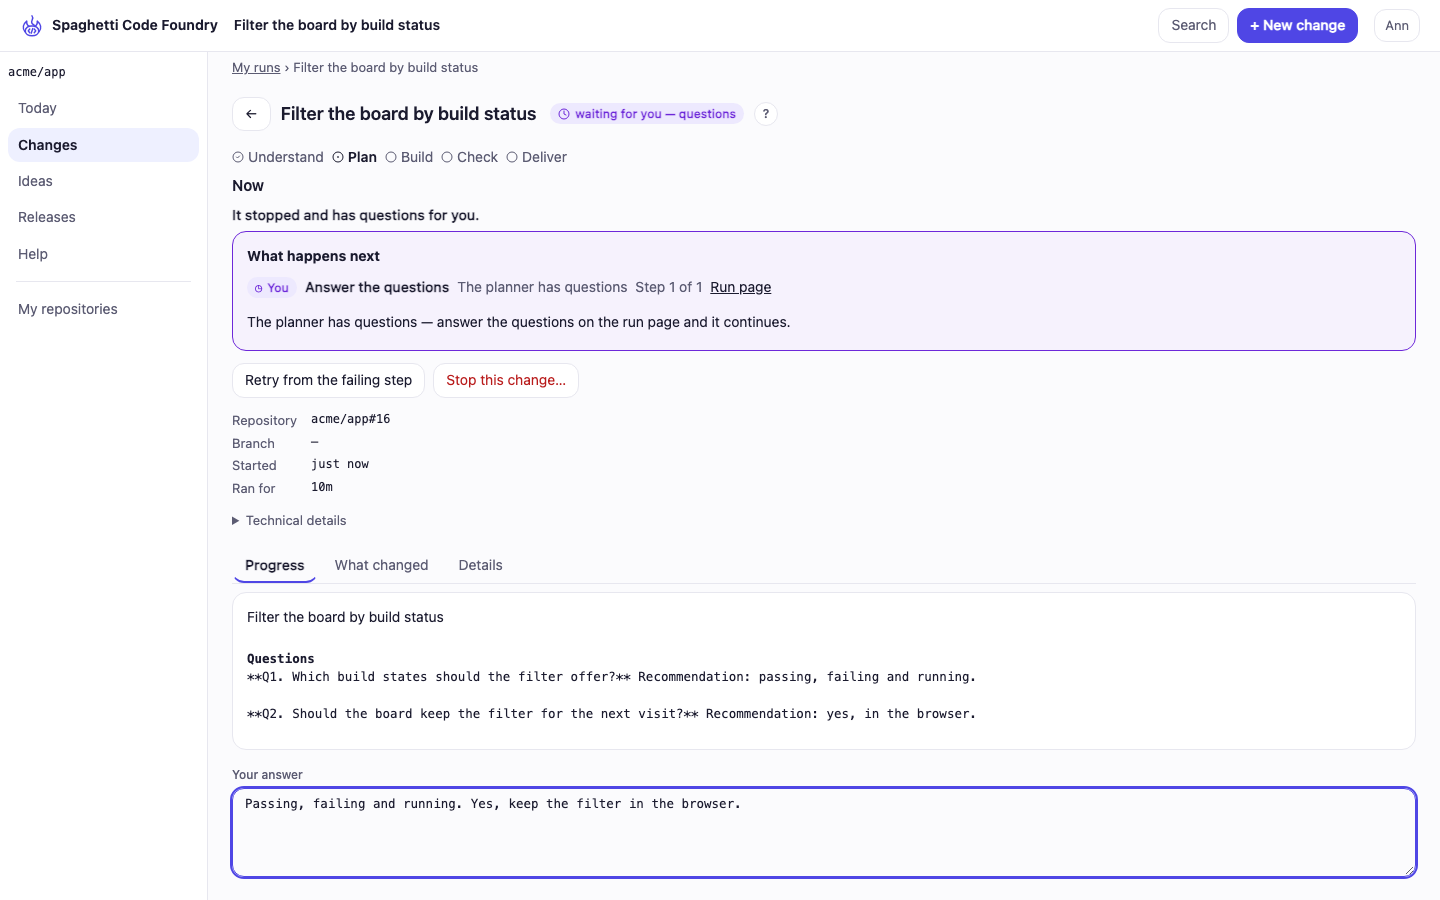 Spaghetti Code Foundry Filter the board by build status Search + New change Ann
acme/app
Today
Changes
Ideas
Releases
Help
My repositories
My runs › Filter the board by build status
← Filter the board by build status waiting for you — questions ?
Understand Plan Build Check Deliver
Now
It stopped and has questions for you.
What happens next
You Answer the questions The planner has questions Step 1 of 1 Run page
The planner has questions — answer the questions on the run page and it continues.
Retry from the failing step Stop this change…
Repository acme/app#16
Branch —
Started just now
Ran for 10m
Technical details
Progress What changed Details
Filter the board by build status
Questions
**Q1. Which build states should the filter offer?** Recommendation: passing, failing and running.
**Q2. Should the board keep the filter for the next visit?** Recommendation: yes, in the browser.
Your answer
Passing, failing and running. Yes, keep the filter in the browser.